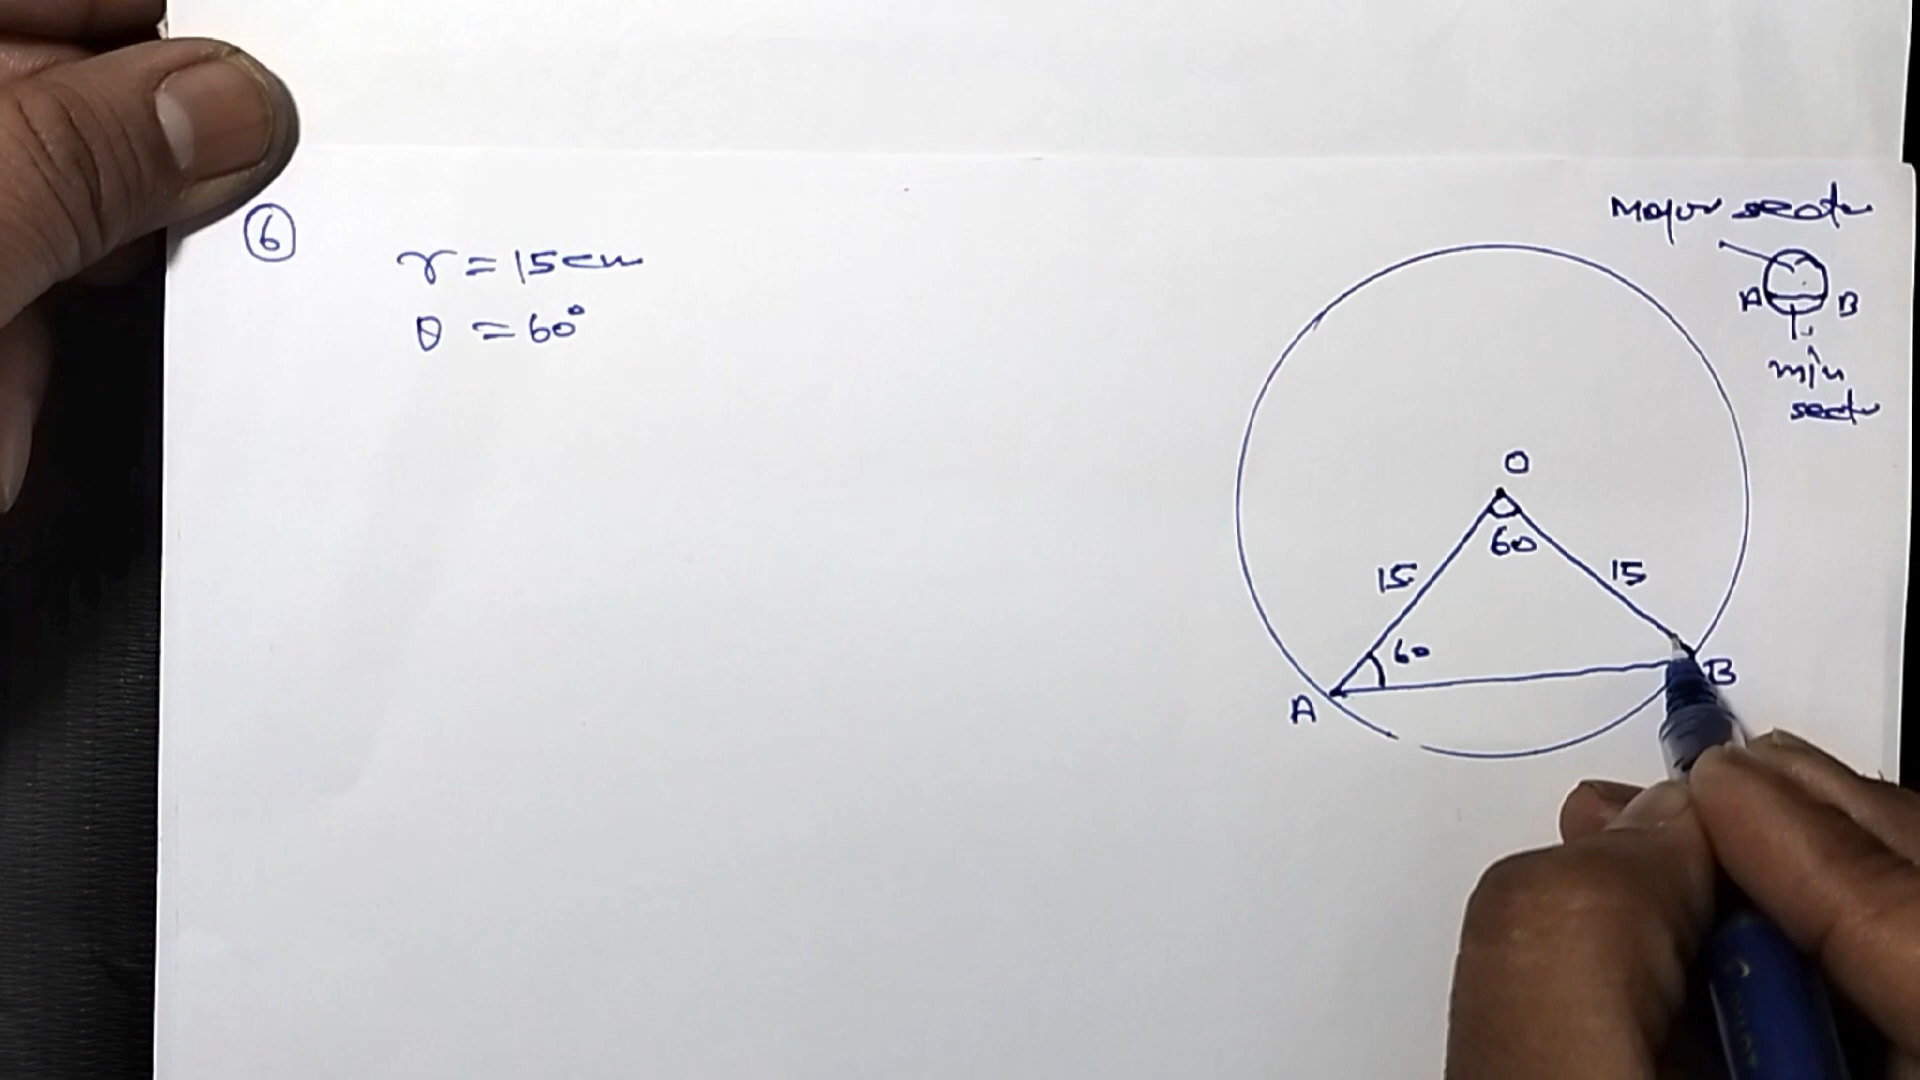 6
r = 15cm
θ = 60°
Major sector
A B
min
sector
O
60
15 15
60
A B